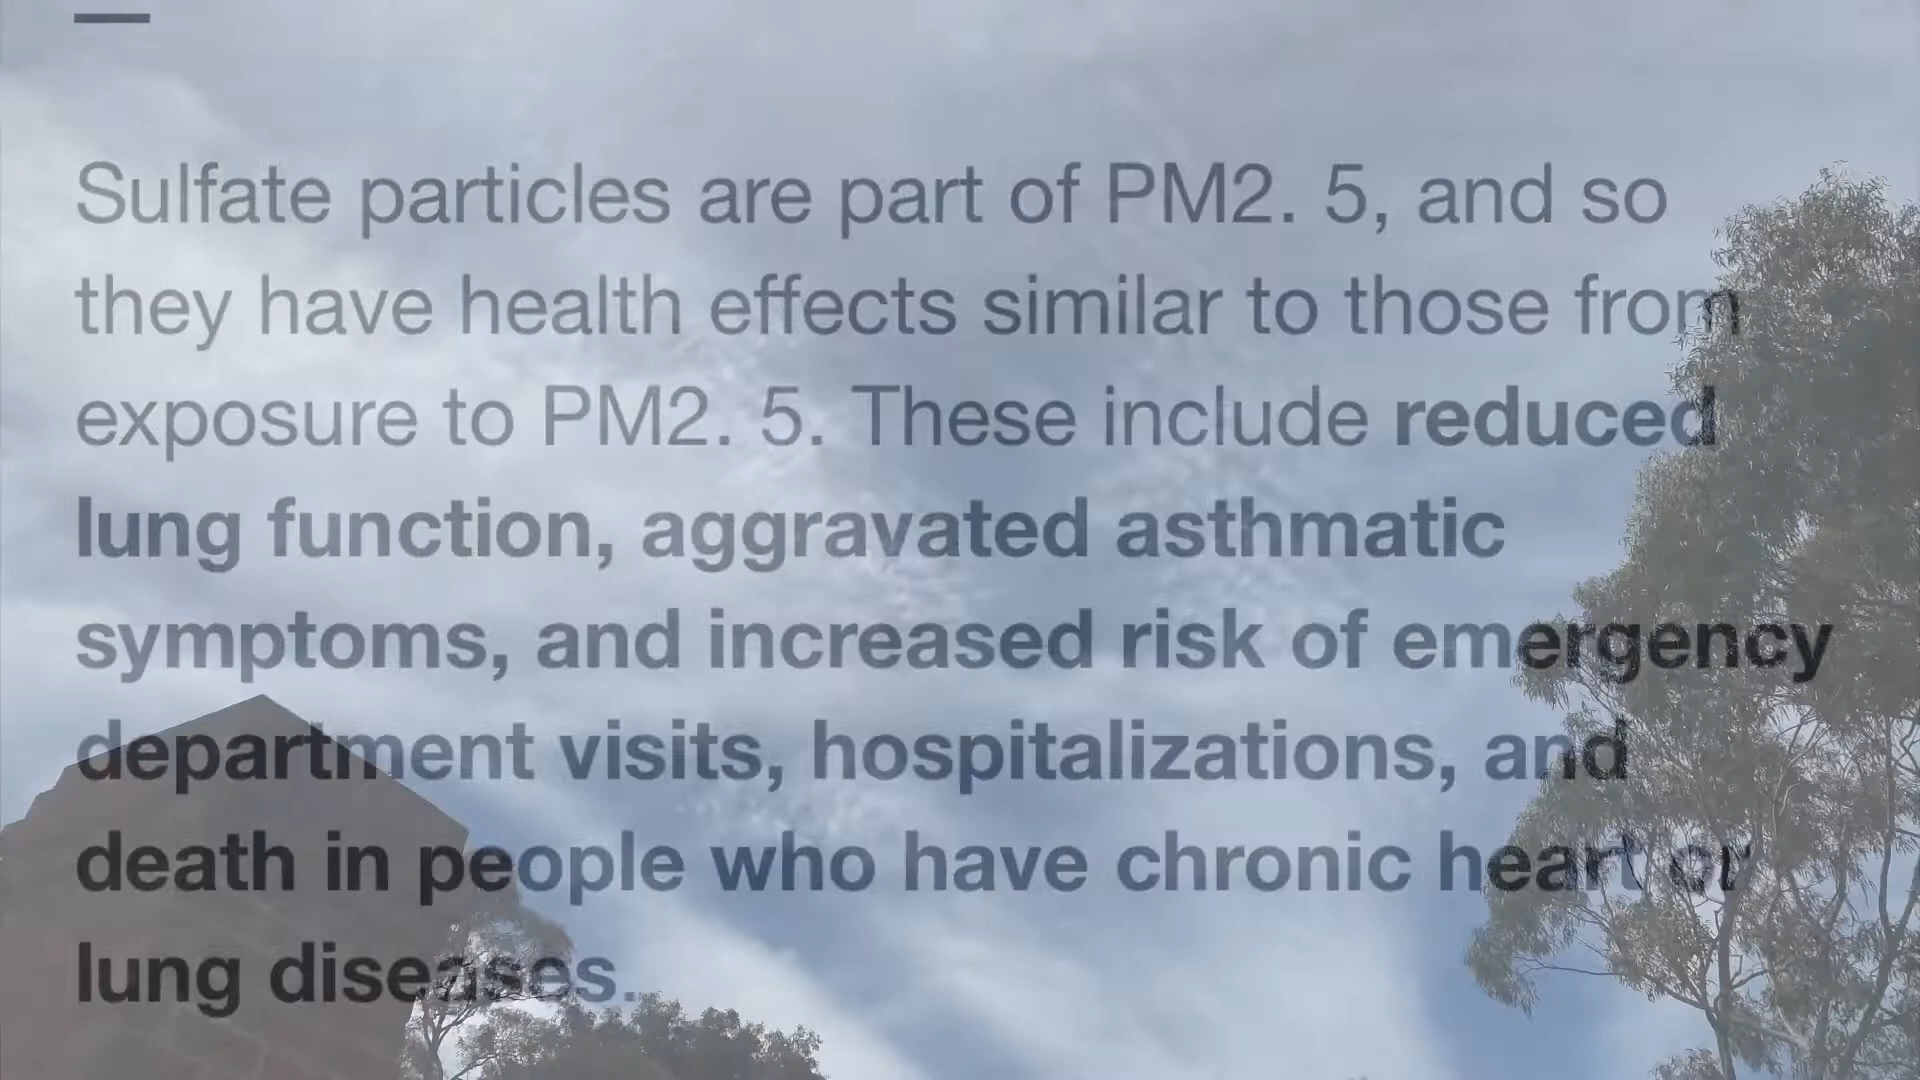 Sulfate particles are part of PM2. 5, and so
they have health effects similar to those from
exposure to PM2. 5. These include reduced
lung function, aggravated asthmatic
symptoms, and increased risk of emergency
department visits, hospitalizations, and
death in people who have chronic heart or
lung diseases.